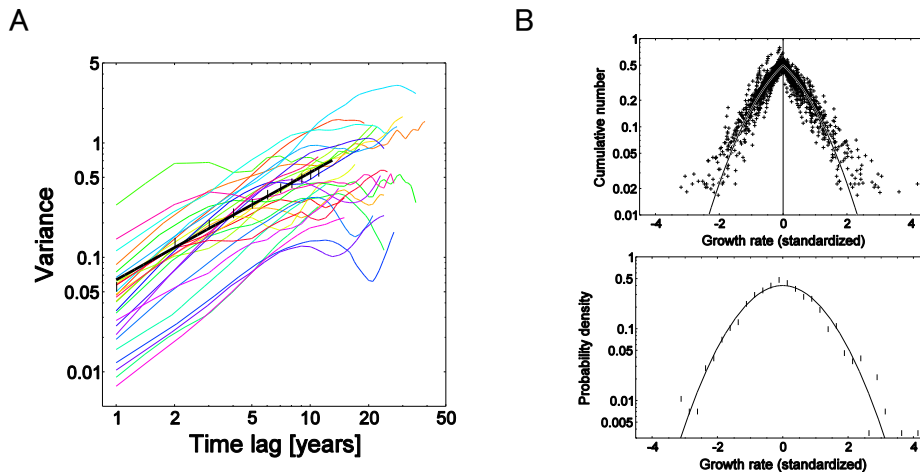 A
5
1
0.5
0.1
0.05
0.01
Variance
1 2 5 10 20 50
Time lag [years]
B
1
0.5
0.2
0.1
0.05
0.02
0.01
Cumulative number
-4 -2 0 2 4
Growth rate (standardized)
1
0.5
0.1
0.05
0.01
0.005
Probability density
-4 -2 0 2 4
Growth rate (standardized)